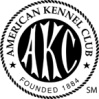 AMERICAN KENNEL CLUB
AKC
FOUNDED 1884
SM